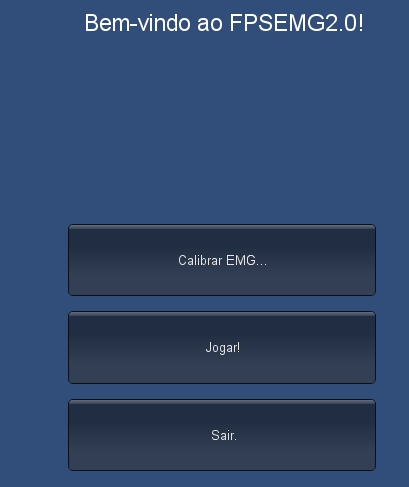 Bem-vindo ao FPSEMG2.0!
Calibrar EMG...
Jogar!
Sair.